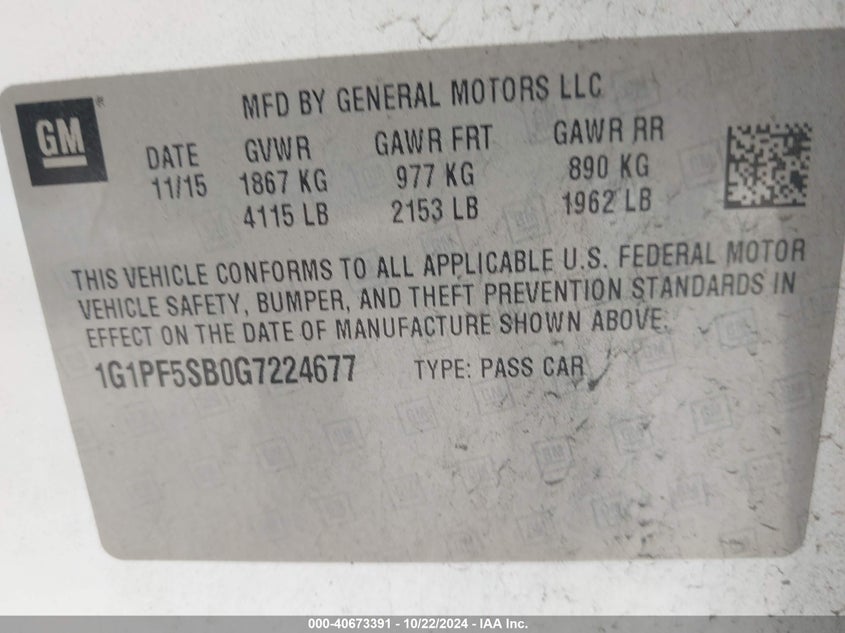 GM®
MFD BY GENERAL MOTORS LLC
DATE GVWR GAWR FRT GAWR RR
11/15 1867 KG 977 KG 890 KG
4115 LB 2153 LB 1962 LB
THIS VEHICLE CONFORMS TO ALL APPLICABLE U.S. FEDERAL MOTOR
VEHICLE SAFETY, BUMPER, AND THEFT PREVENTION STANDARDS IN
EFFECT ON THE DATE OF MANUFACTURE SHOWN ABOVE.
1G1PF5SB0G7224677 TYPE: PASS CAR
000-40673391 - 10/22/2024 - IAA Inc.